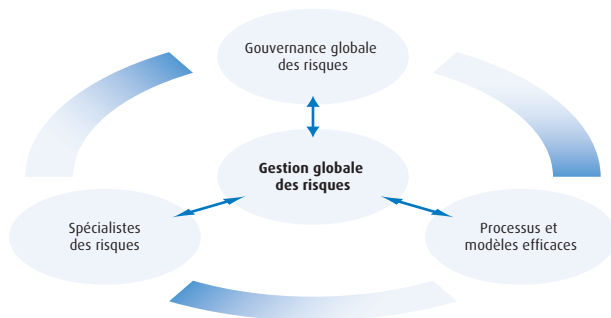 Gouvernance globale
des risques
Gestion globale
des risques
Spécialistes
des risques
Processus et
modèles efficaces